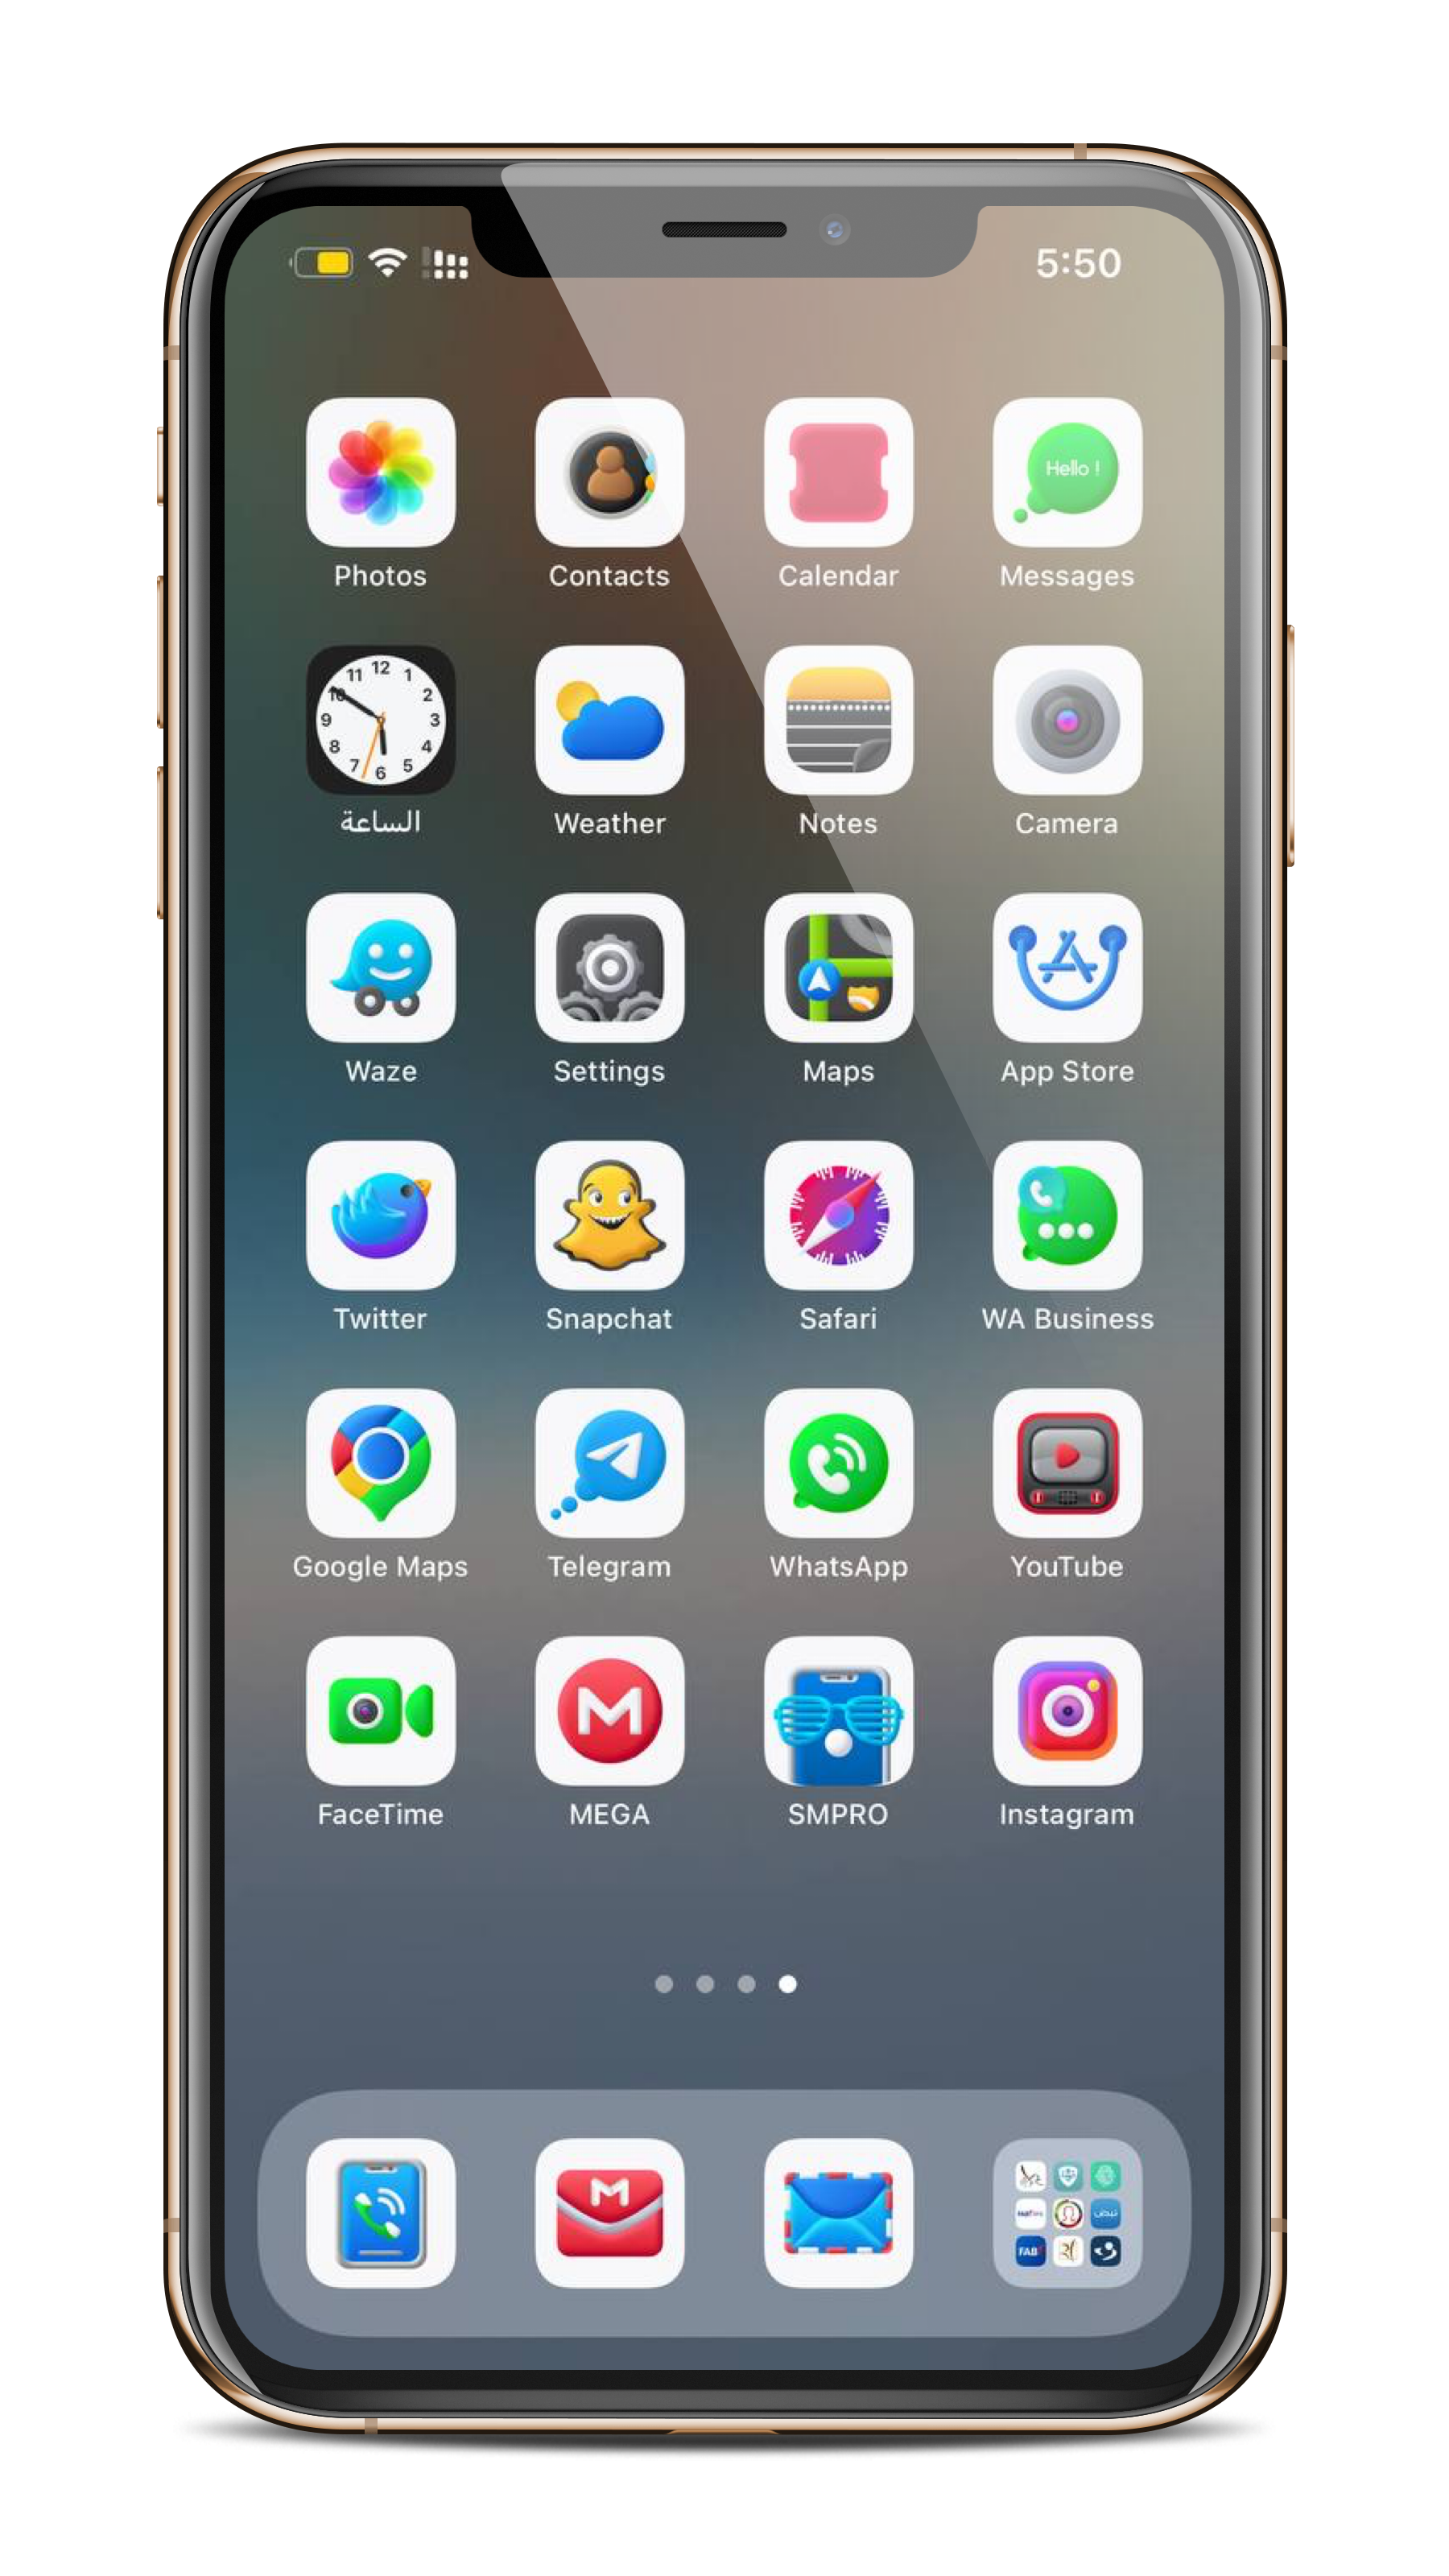 5:50
Hello !
Photos Contacts Calendar Messages
12
11 1
10 2
9 3
8 4
7 5
6
الساعة Weather Notes Camera
Waze Settings Maps App Store
Twitter Snapchat Safari WA Business
Google Maps Telegram WhatsApp YouTube
M
FaceTime MEGA SMPRO Instagram
M
نبض
FAB